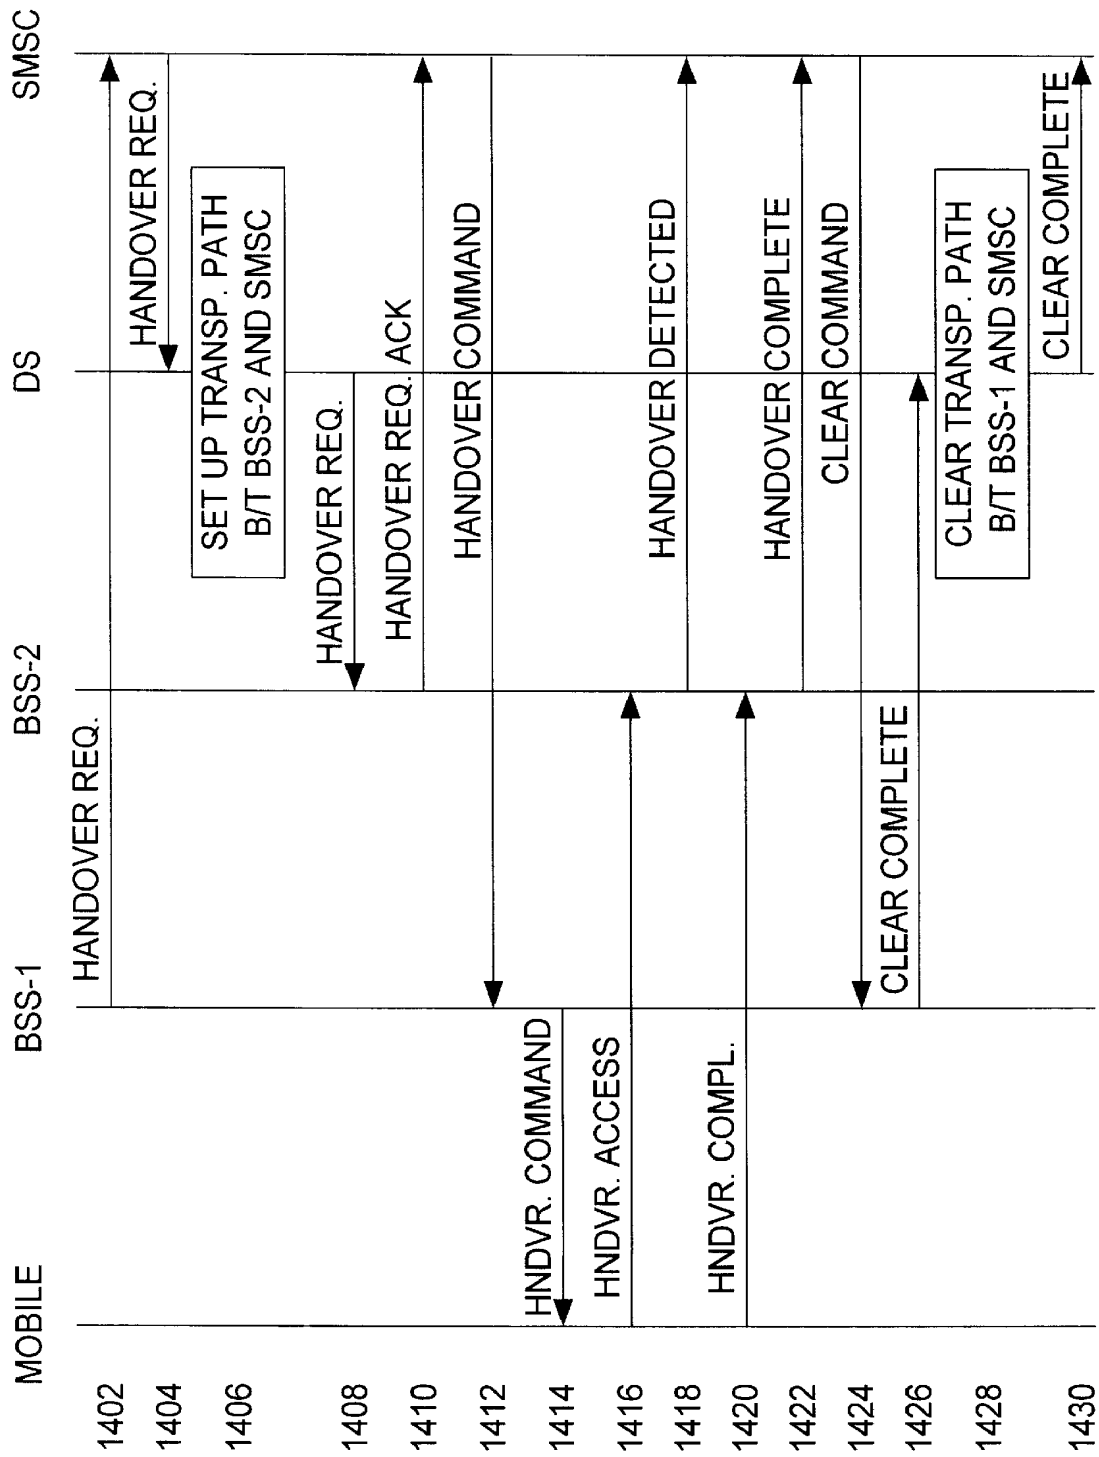 MOBILE
BSS-1
BSS-2
DS
SMSC
1402
HANDOVER REQ.
1404
HANDOVER REQ.
1406
SET UP TRANSP. PATH
B/T BSS-2 AND SMSC
1408
HANDOVER REQ.
1410
HANDOVER REQ. ACK
1412
HANDOVER COMMAND
1414
HNDVR. COMMAND
1416
HNDVR. ACCESS
1418
HANDOVER DETECTED
1420
HNDVR. COMPL.
1422
HANDOVER COMPLETE
1424
CLEAR COMMAND
1426
CLEAR COMPLETE
1428
CLEAR TRANSP. PATH
B/T BSS-1 AND SMSC
1430
CLEAR COMPLETE